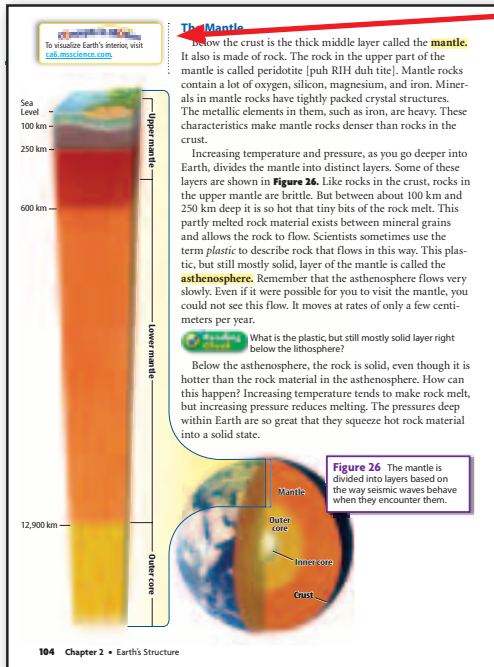 To visualize Earth's interior, visit
ca6.msscience.com.
The Mantle
Below the crust is the thick middle layer called the mantle.
It also is made of rock. The rock in the upper part of the
mantle is called peridotite [puh RIH duh tite]. Mantle rocks
contain a lot of oxygen, silicon, magnesium, and iron. Miner-
als in mantle rocks have tightly packed crystal structures.
The metallic elements in them, such as iron, are heavy. These
characteristics make mantle rocks denser than rocks in the
crust.
Increasing temperature and pressure, as you go deeper into
Earth, divides the mantle into distinct layers. Some of these
layers are shown in Figure 26. Like rocks in the crust, rocks in
the upper mantle are brittle. But between about 100 km and
250 km deep it is so hot that tiny bits of the rock melt. This
partly melted rock material exists between mineral grains
and allows the rock to flow. Scientists sometimes use the
term plastic to describe rock that flows in this way. This plas-
tic, but still mostly solid, layer of the mantle is called the
asthenosphere. Remember that the asthenosphere flows very
slowly. Even if it were possible for you to visit the mantle, you
could not see this flow. It moves at rates of only a few centi-
meters per year.
What is the plastic, but still mostly solid layer right
below the lithosphere?
Below the asthenosphere, the rock is solid, even though it is
hotter than the rock material in the asthenosphere. How can
this happen? Increasing temperature tends to make rock melt,
but increasing pressure reduces melting. The pressures deep
within Earth are so great that they squeeze hot rock material
into a solid state.
Sea
Level
100 km
250 km
600 km
12,900 km
Upper mantle
Lower mantle
Outer core
Mantle
Outer
core
Inner core
Crust
Figure 26 The mantle is
divided into layers based on
the way seismic waves behave
when they encounter them.
104 Chapter 2 • Earth's Structure